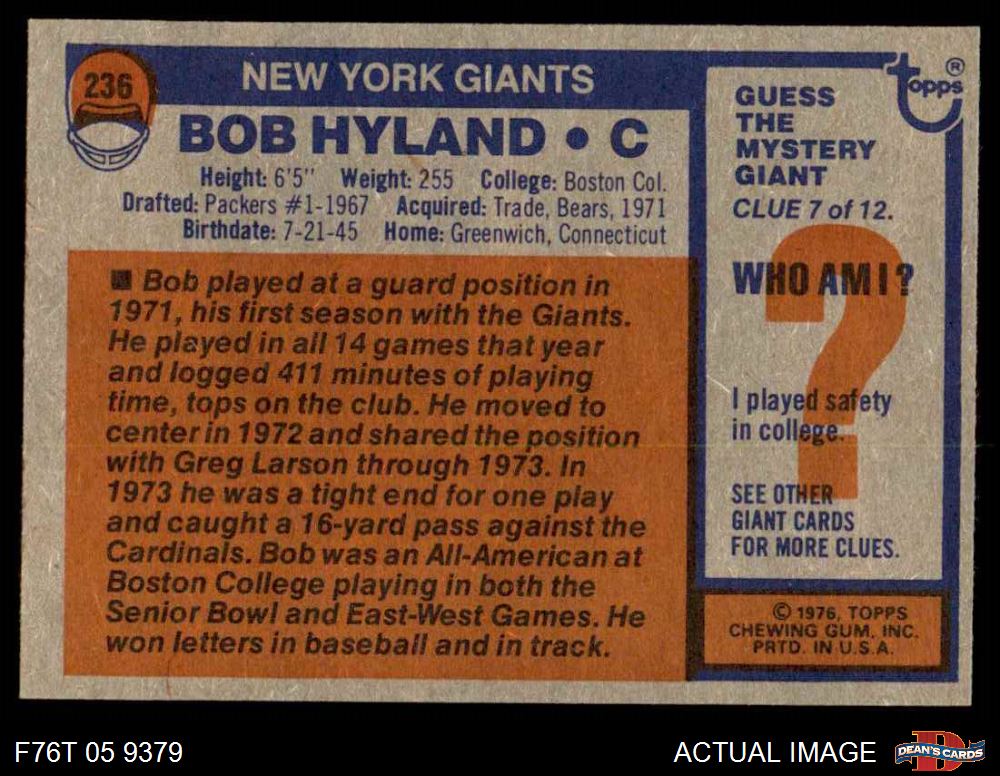 236
NEW YORK GIANTS
BOB HYLAND • C
Height: 6'5" Weight: 255 College: Boston Col.
Drafted: Packers #1-1967 Acquired: Trade, Bears, 1971
Birthdate: 7-21-45 Home: Greenwich, Connecticut
■ Bob played at a guard position in
1971, his first season with the Giants.
He played in all 14 games that year
and logged 411 minutes of playing
time, tops on the club. He moved to
center in 1972 and shared the position
with Greg Larson through 1973. In
1973 he was a tight end for one play
and caught a 16-yard pass against the
Cardinals. Bob was an All-American at
Boston College playing in both the
Senior Bowl and East-West Games. He
won letters in baseball and in track.
topps ®
GUESS
THE
MYSTERY
GIANT
CLUE 7 of 12.
WHO AM I?
?
I played safety
in college.
SEE OTHER
GIANT CARDS
FOR MORE CLUES.
© 1976, TOPPS
CHEWING GUM, INC.
PRTD. IN U.S.A.
F76T 05 9379
ACTUAL IMAGE
DEAN'S CARDS